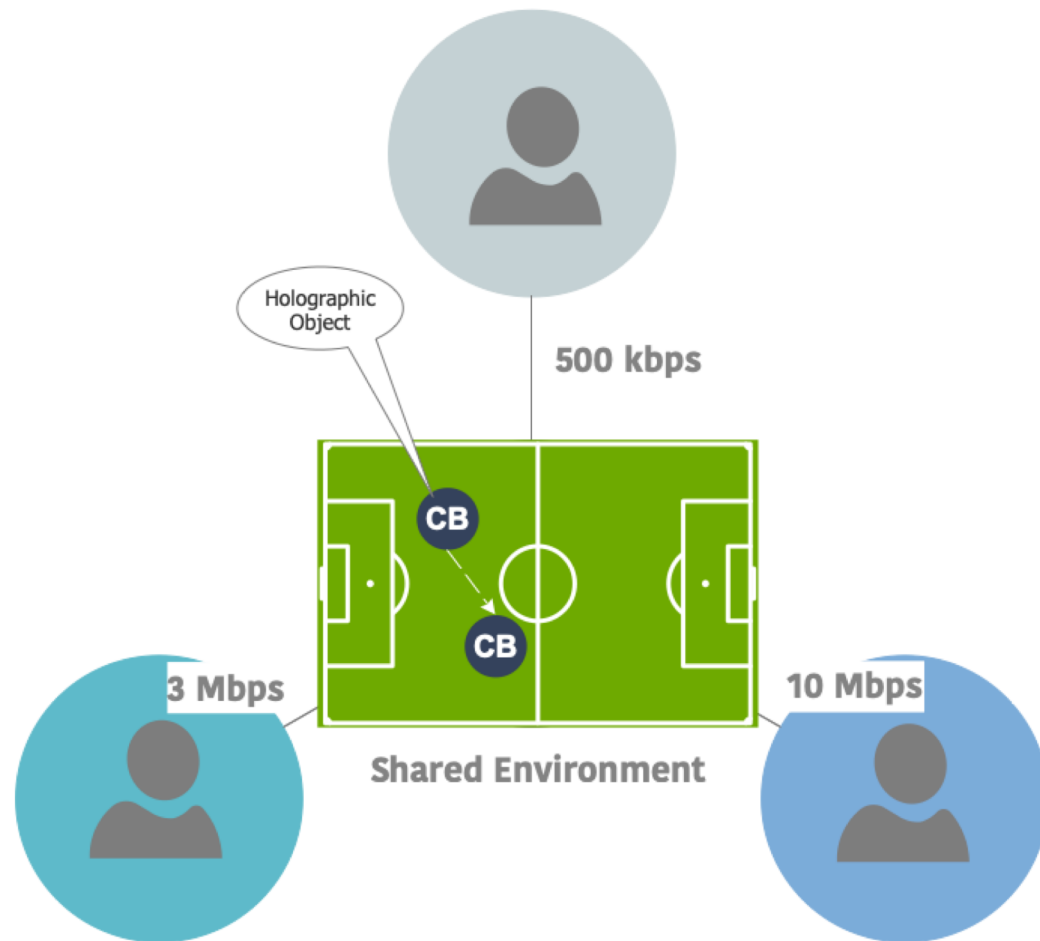 Holographic
Object
500 kbps
CB
CB
3 Mbps
10 Mbps
Shared Environment